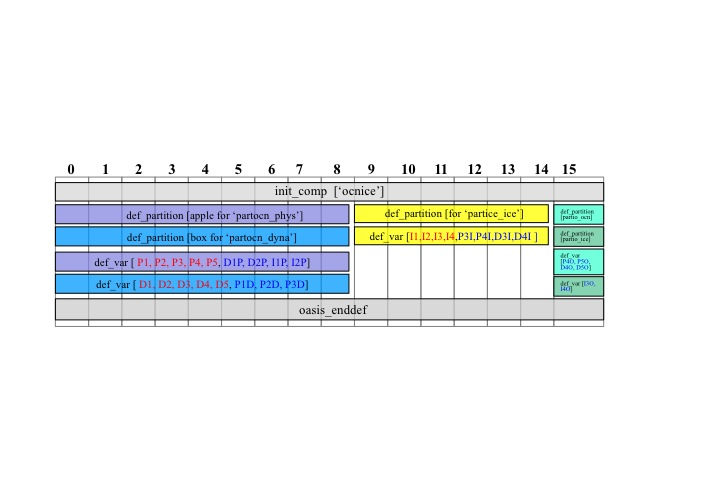 0 1 2 3 4 5 6 7 8 9 10 11 12 13 14 15
init_comp [‘ocnice’]
def_partition [apple for ‘partocn_phys’]
def_partition [for ‘partice_ice’]
def_partition
[partio_ocn]
def_partition [box for ‘partocn_dyna’]
def_var [I1,I2,I3,I4,P3I,P4I,D3I,D4I ]
def_partition
[partio_ice]
def_var [ P1, P2, P3, P4, P5, D1P, D2P, I1P, I2P]
def_var
[P4O, P5O,
D4O, D5O]
def_var [ D1, D2, D3, D4, D5, P1D, P2D, P3D]
def_var [I3O,
I4O]
oasis_enddef